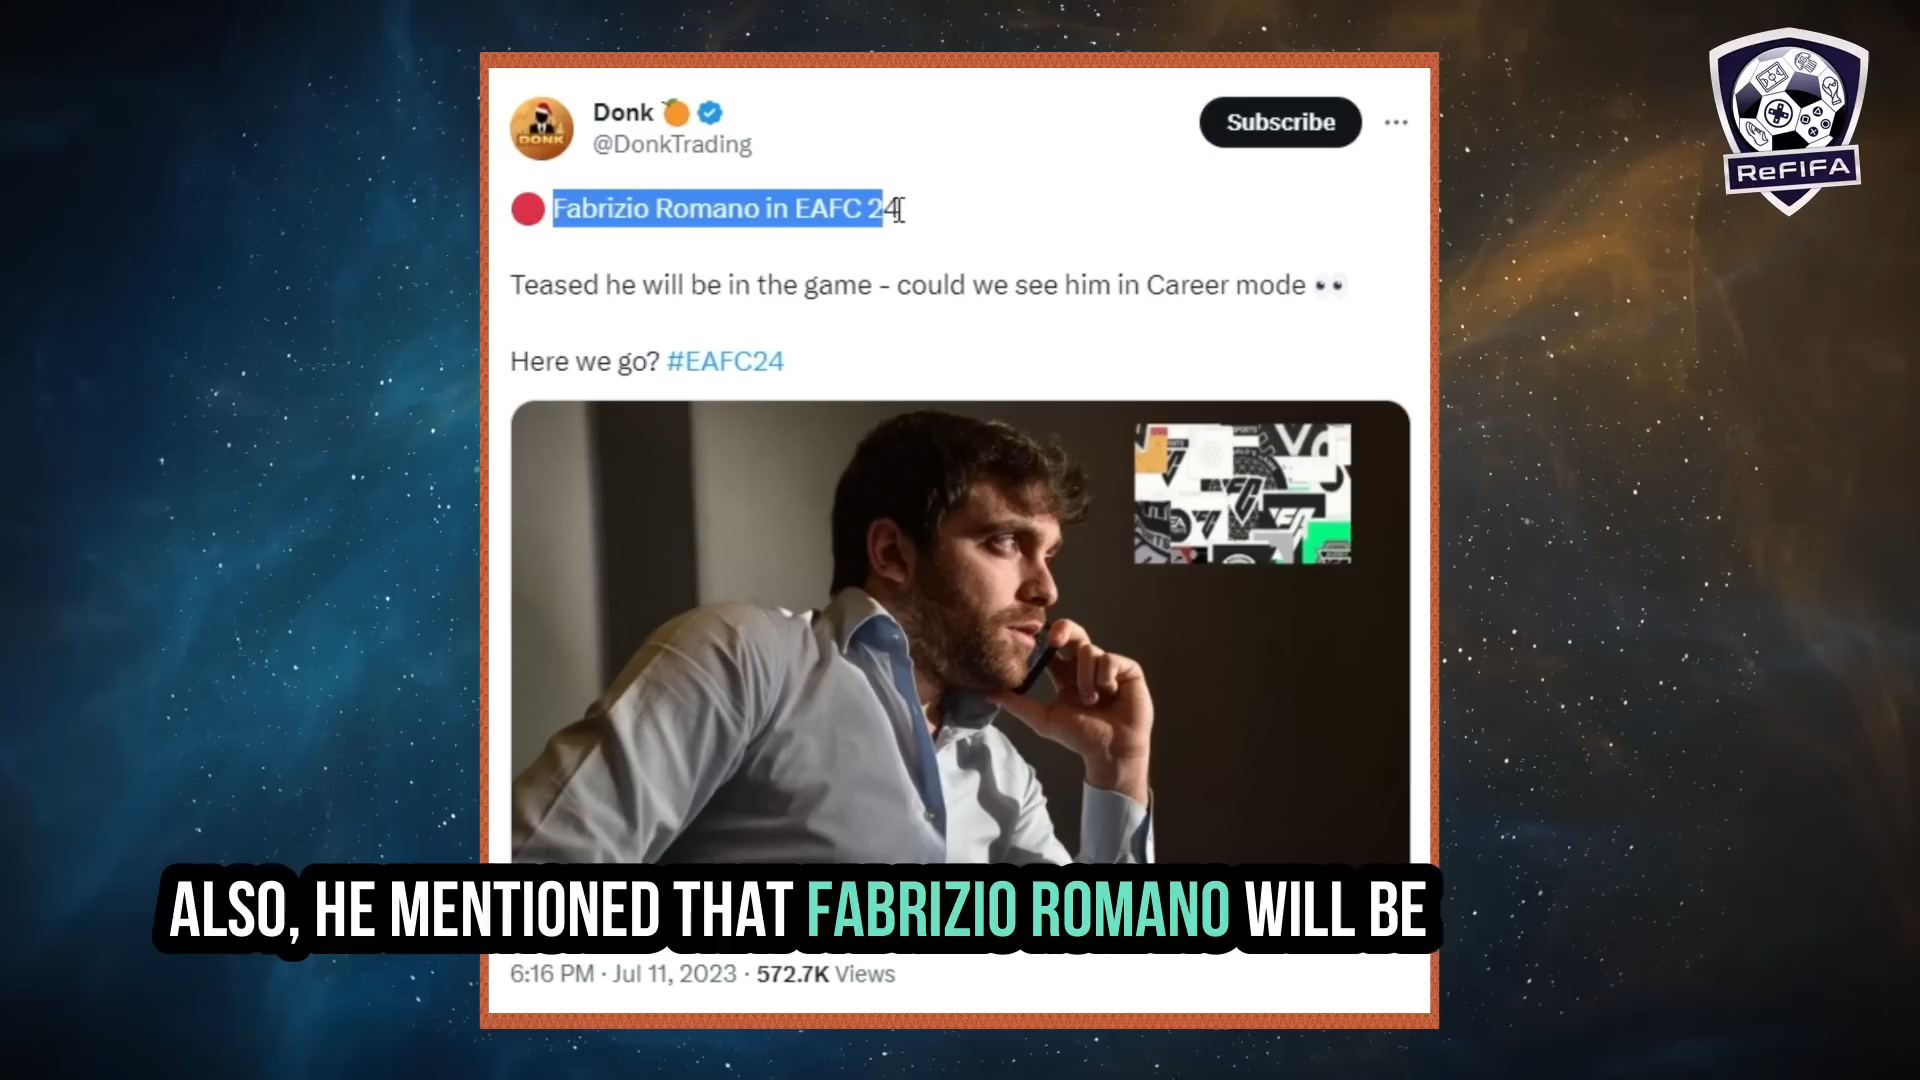 Donk
@DonkTrading
DONK
Subscribe
ReFIFA
Fabrizio Romano in EAFC 24
Teased he will be in the game - could we see him in Career mode
Here we go? #EAFC24
ALSO, HE MENTIONED THAT FABRIZIO ROMANO WILL BE
6:16 PM · Jul 11, 2023 · 572.7K Views